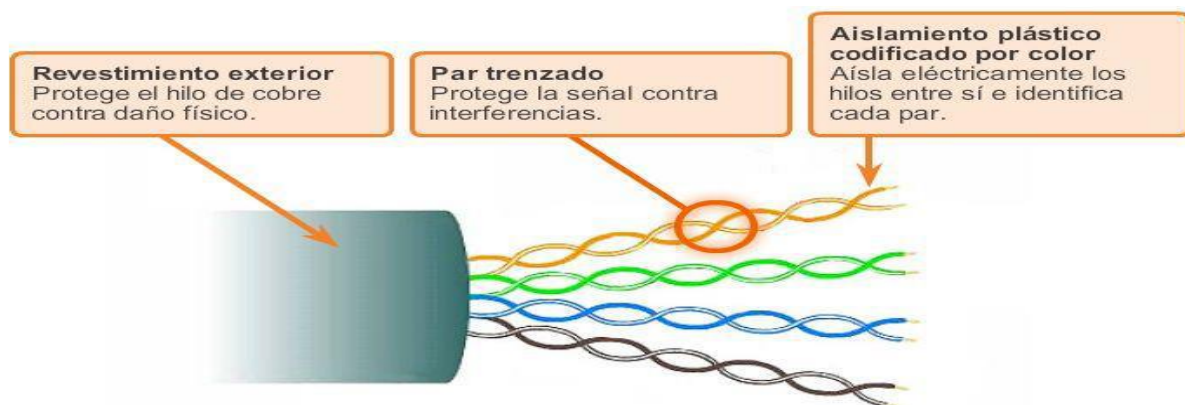 Revestimiento exterior
Protege el hilo de cobre
contra daño físico.
Par trenzado
Protege la señal contra
interferencias.
Aislamiento plástico
codificado por color
Aísla eléctricamente los
hilos entre sí e identifica
cada par.